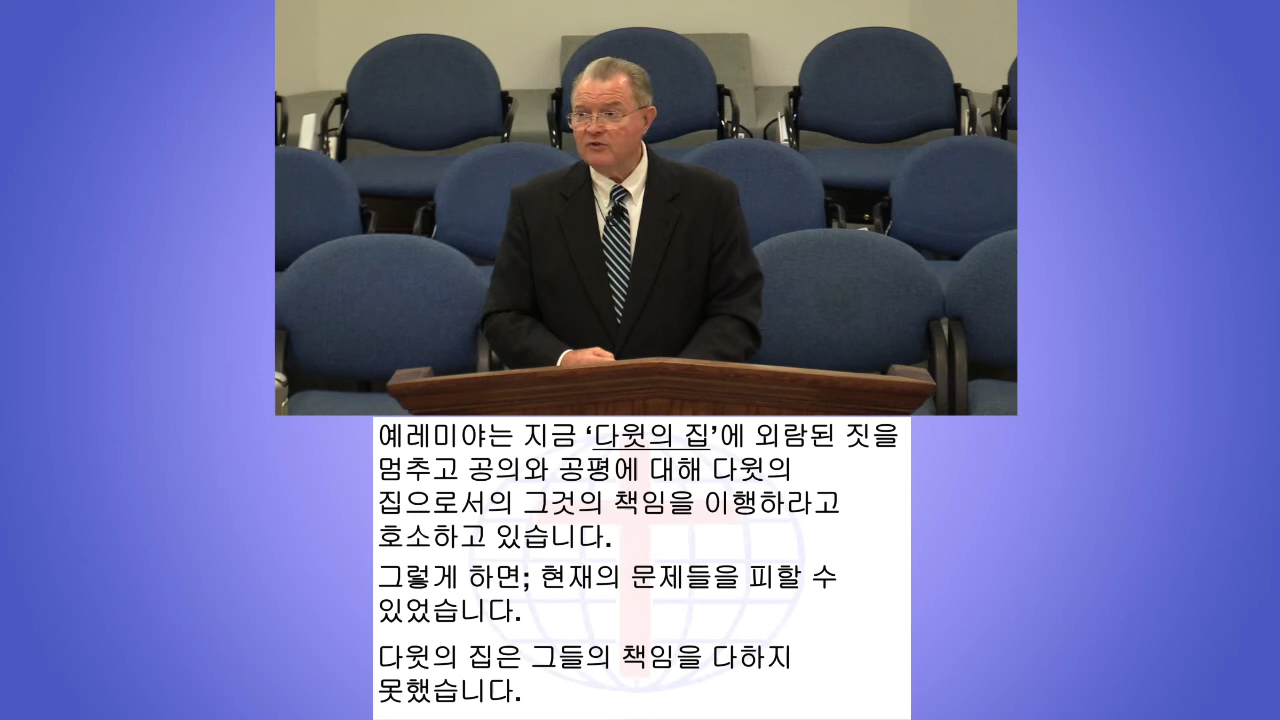 예레미야는 지금 ‘다윗의 집’에 외람된 짓을
멈추고 공의와 공평에 대해 다윗의
집으로서의 그것의 책임을 이행하라고
호소하고 있습니다.
그렇게 하면; 현재의 문제들을 피할 수
있었습니다.
다윗의 집은 그들의 책임을 다하지
못했습니다.